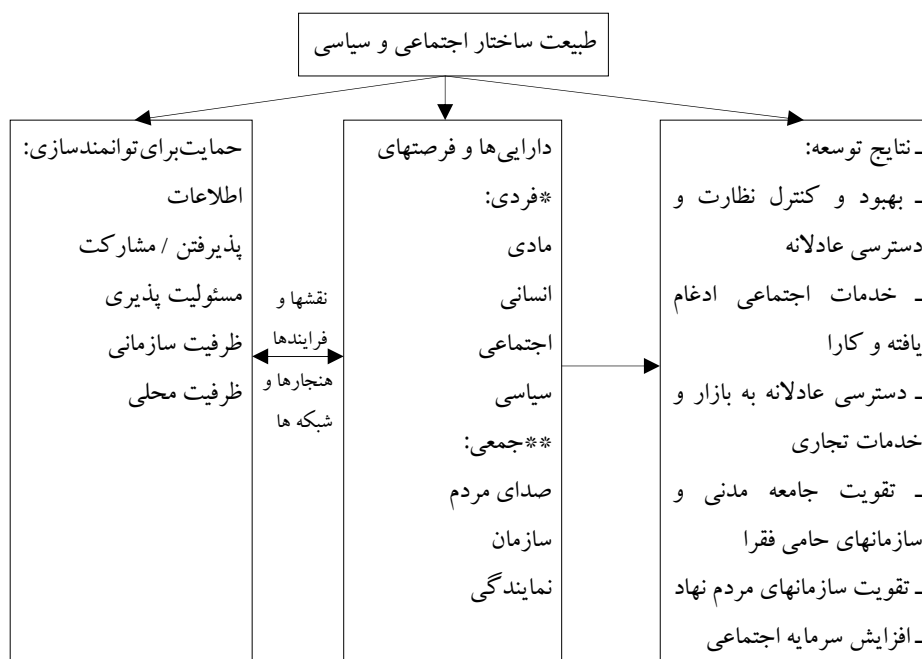 طبیعت ساختار اجتماعی و سیاسی
ـ نتایج توسعه:
ـ بهبود و کنترل نظارت و
دسترسی عادلانه
ـ خدمات اجتماعی ادغام
یافته و کارا
ـ دسترسی عادلانه به بازار و
خدمات تجاری
ـ تقویت جامعه مدنی و
سازمانهای حامی فقرا
ـ تقویت سازمانهای مردم نهاد
ـ افزایش سرمایه اجتماعی
دارایی‌ها و فرصتهای
*فردی:
مادی
انسانی
اجتماعی
سیاسی
**جمعی:
صدای مردم
سازمان
نمایندگی
نقشها و
فرایندها
هنجارها و
شبکه ها
حمایت‌برای‌توانمندسازی:
اطلاعات
پذیرفتن / مشارکت
مسئولیت پذیری
ظرفیت سازمانی
ظرفیت محلی